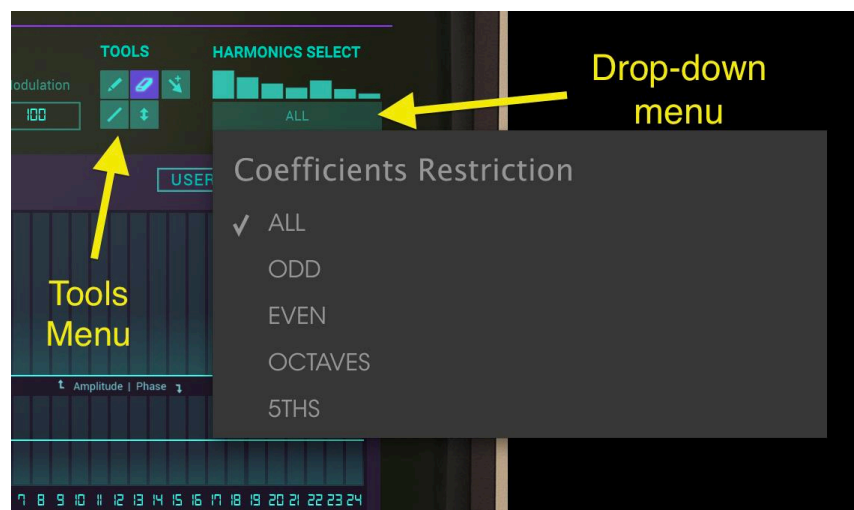 TOOLS
HARMONICS SELECT
odulation
100
ALL
Drop-down
menu
USER
Coefficients Restriction
ALL
ODD
EVEN
OCTAVES
5THS
Tools
Menu
Amplitude | Phase
7 8 9 10 11 12 13 14 15 16 17 18 19 20 21 22 23 24